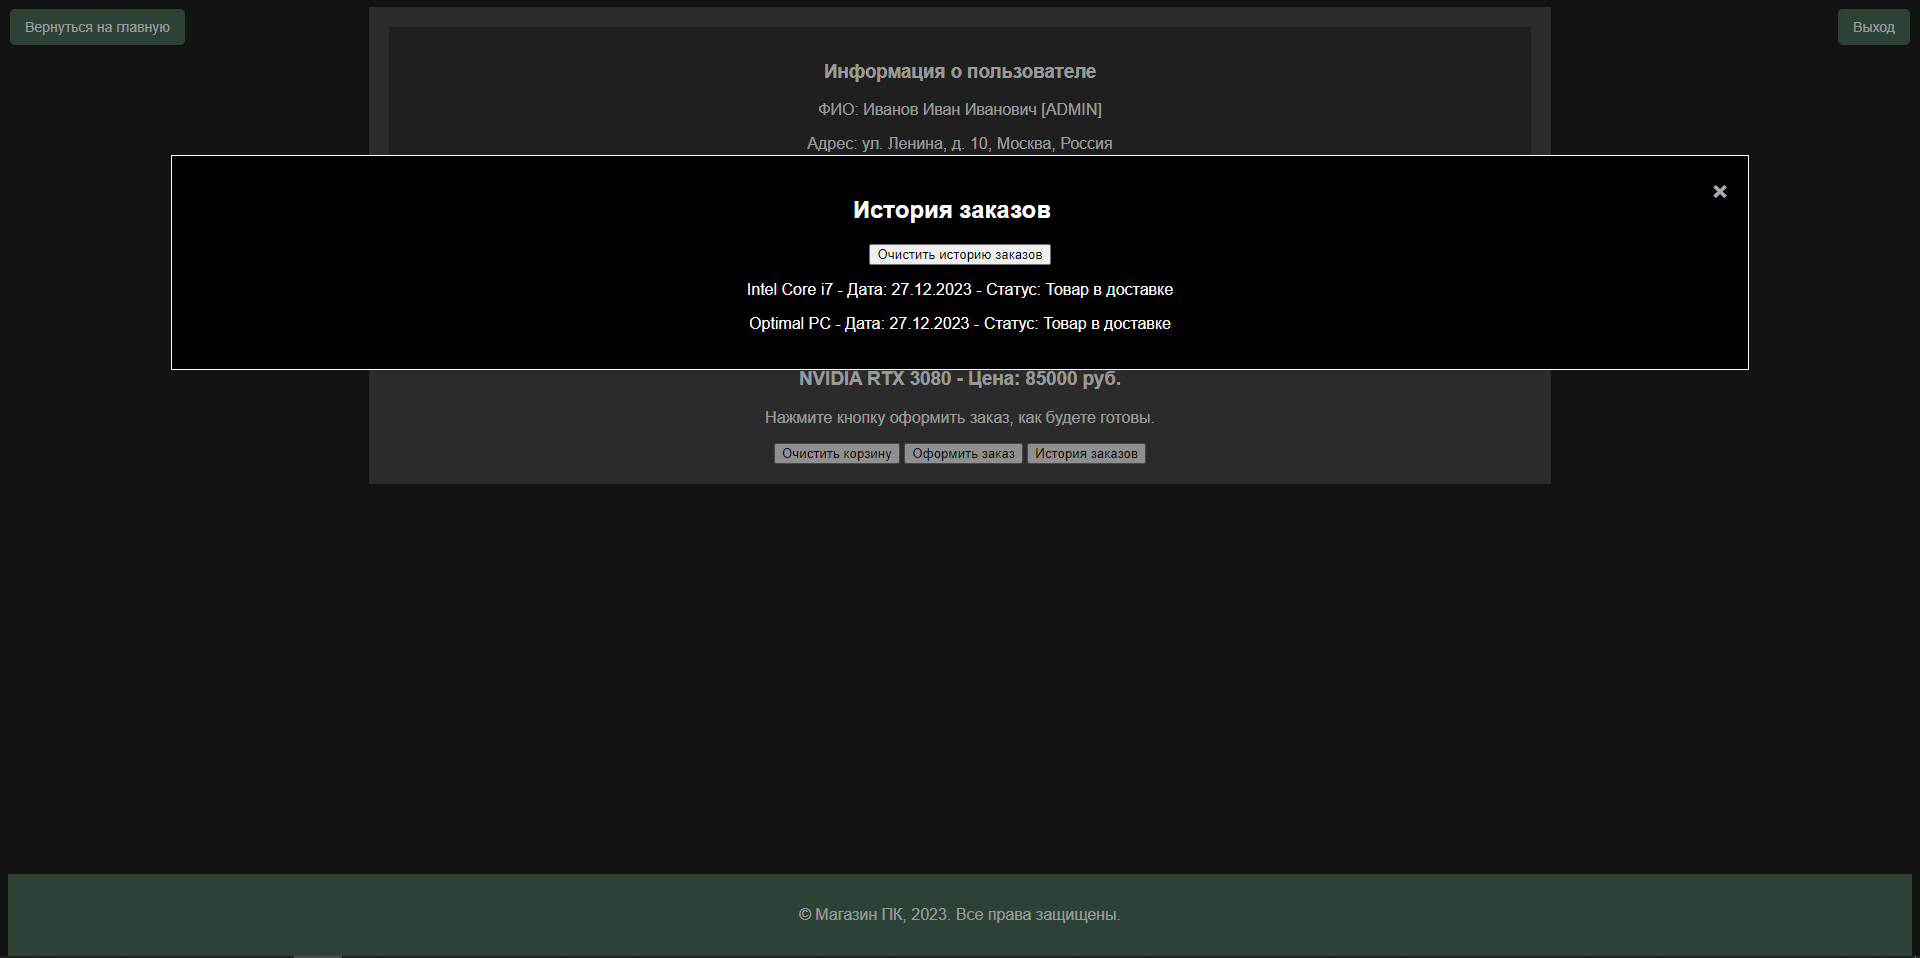 Вернуться на главную
Выход
Информация о пользователе
ФИО: Иванов Иван Иванович [ADMIN]
Адрес: ул. Ленина, д. 10, Москва, Россия
×
История заказов
Очистить историю заказов
Intel Core i7 - Дата: 27.12.2023 - Статус: Товар в доставке
Optimal PC - Дата: 27.12.2023 - Статус: Товар в доставке
NVIDIA RTX 3080 - Цена: 85000 руб.
Нажмите кнопку оформить заказ, как будете готовы.
Очистить корзину Оформить заказ История заказов
© Магазин ПК, 2023. Все права защищены.